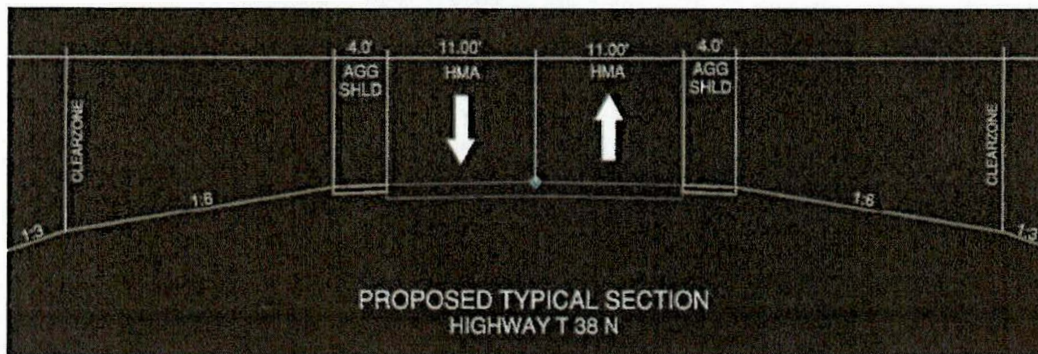 4.0' 11.00' 11.00' 4.0'
AGG HMA HMA AGG
SHLD SHLD
CLEARZONE CLEARZONE
1:3 1:6 1:6 1:3
PROPOSED TYPICAL SECTION
HIGHWAY T 38 N